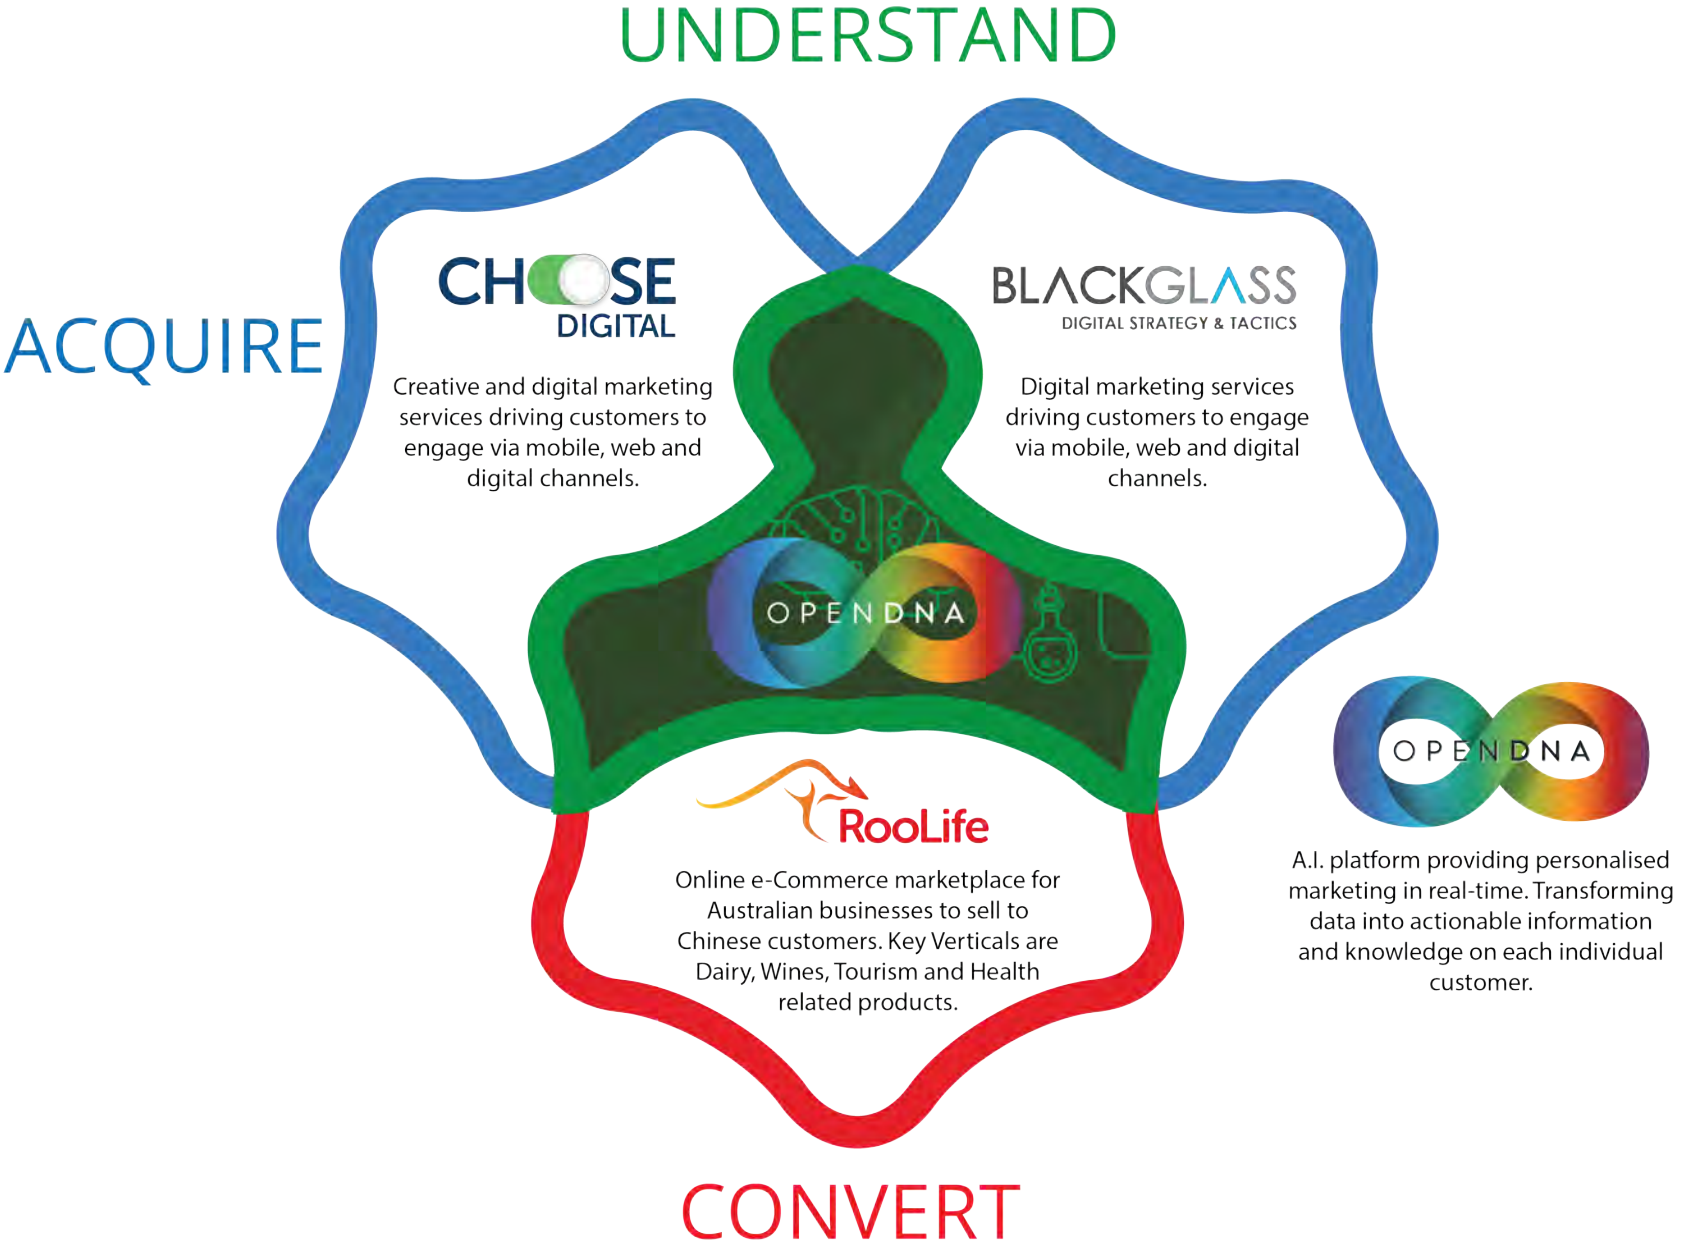 UNDERSTAND
ACQUIRE
CHOOSE
DIGITAL
Creative and digital marketing
services driving customers to
engage via mobile, web and
digital channels.
BLACKGLASS
DIGITAL STRATEGY & TACTICS
Digital marketing services
driving customers to engage
via mobile, web and digital
channels.
OPENDNA
RooLife
Online e-Commerce marketplace for
Australian businesses to sell to
Chinese customers. Key Verticals are
Dairy, Wines, Tourism and Health
related products.
OPENDNA
A.I. platform providing personalised
marketing in real-time. Transforming
data into actionable information
and knowledge on each individual
customer.
CONVERT